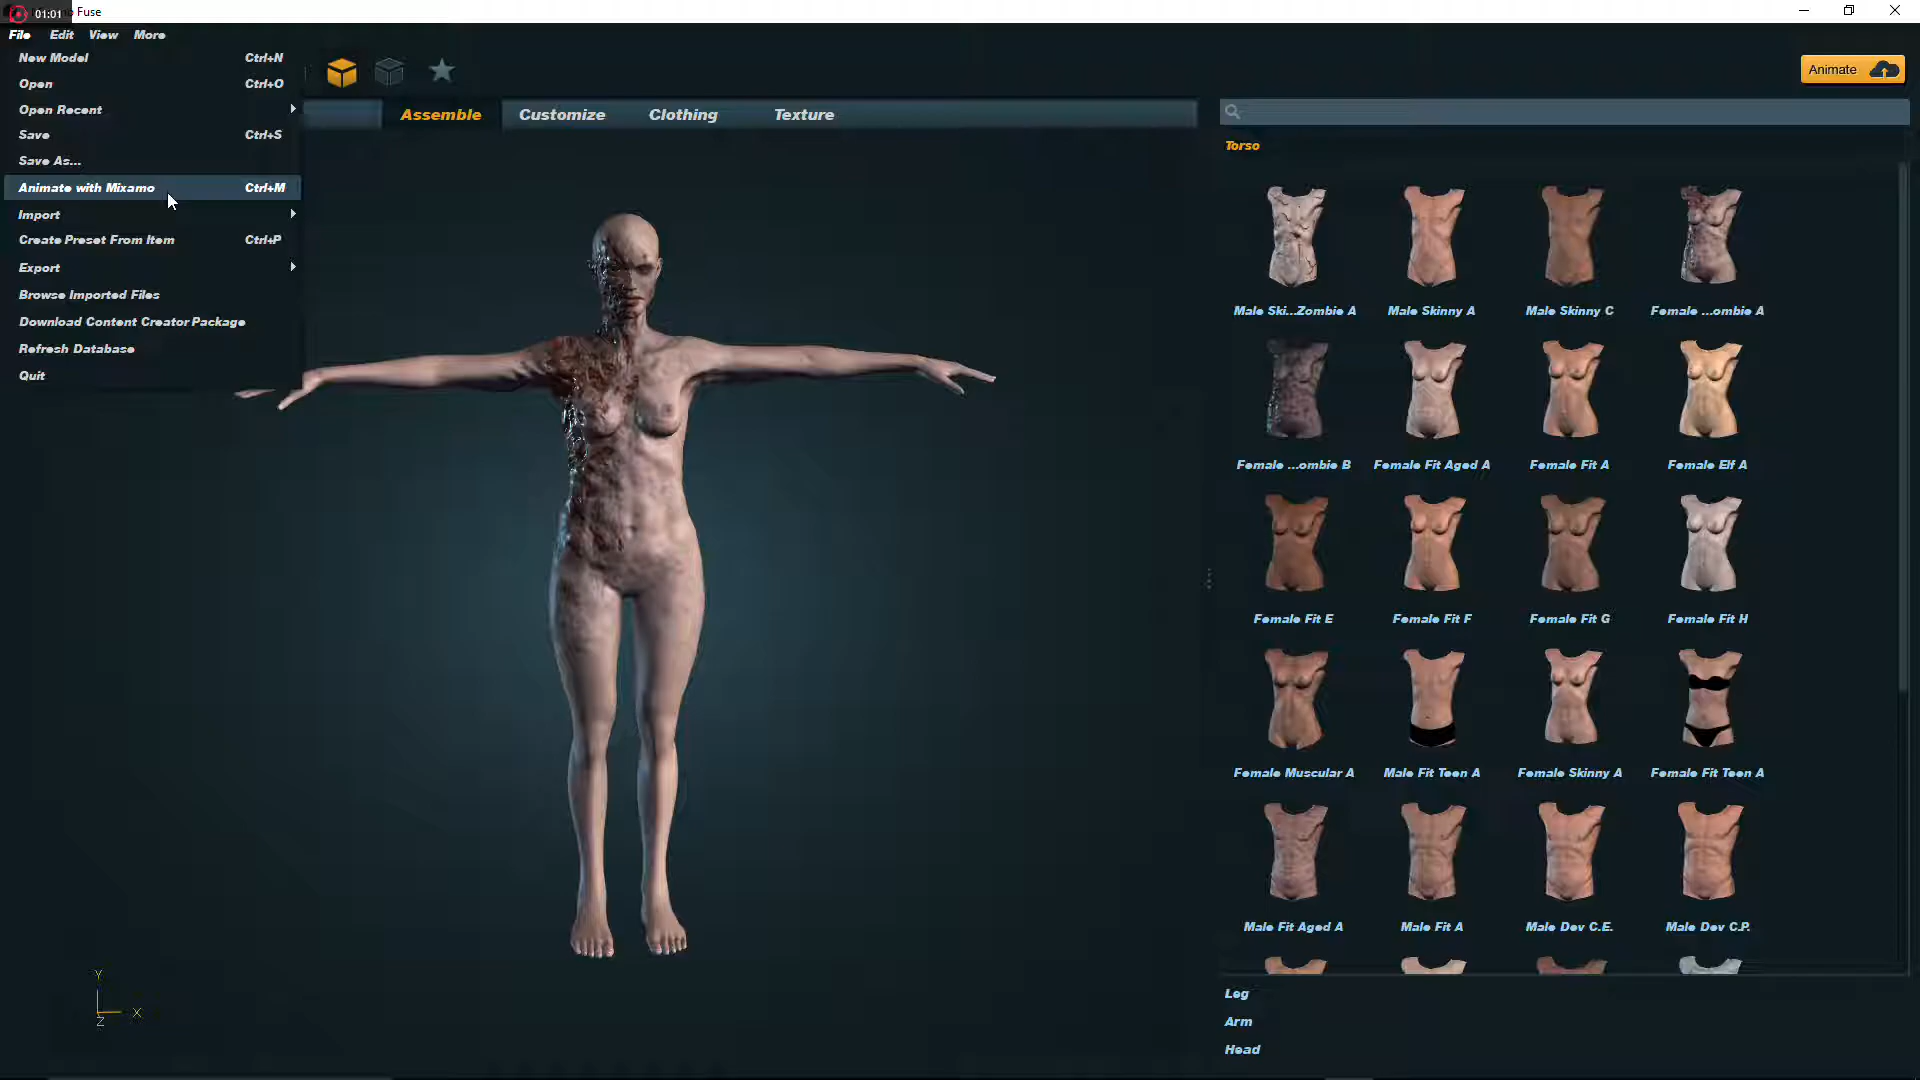 01:01
Fuse
File Edit View More
New Model Ctrl+N
Open Ctrl+O
Open Recent
Save Ctrl+S
Save As...
Animate with Mixamo Ctrl+M
Import
Create Preset From Item Ctrl+P
Export
Browse Imported Files
Download Content Creator Package
Refresh Database
Quit
Animate
Assemble Customize Clothing Texture
Torso
Male Ski...Zombie A Male Skinny A Male Skinny C Female ...ombie A
Female ...ombie B Female Fit Aged A Female Fit A Female Elf A
Female Fit E Female Fit F Female Fit G Female Fit H
Female Muscular A Male Fit Teen A Female Skinny A Female Fit Teen A
Male Fit Aged A Male Fit A Male Dev C.E. Male Dev C.P.
Leg
Arm
Head
Y
X
Z